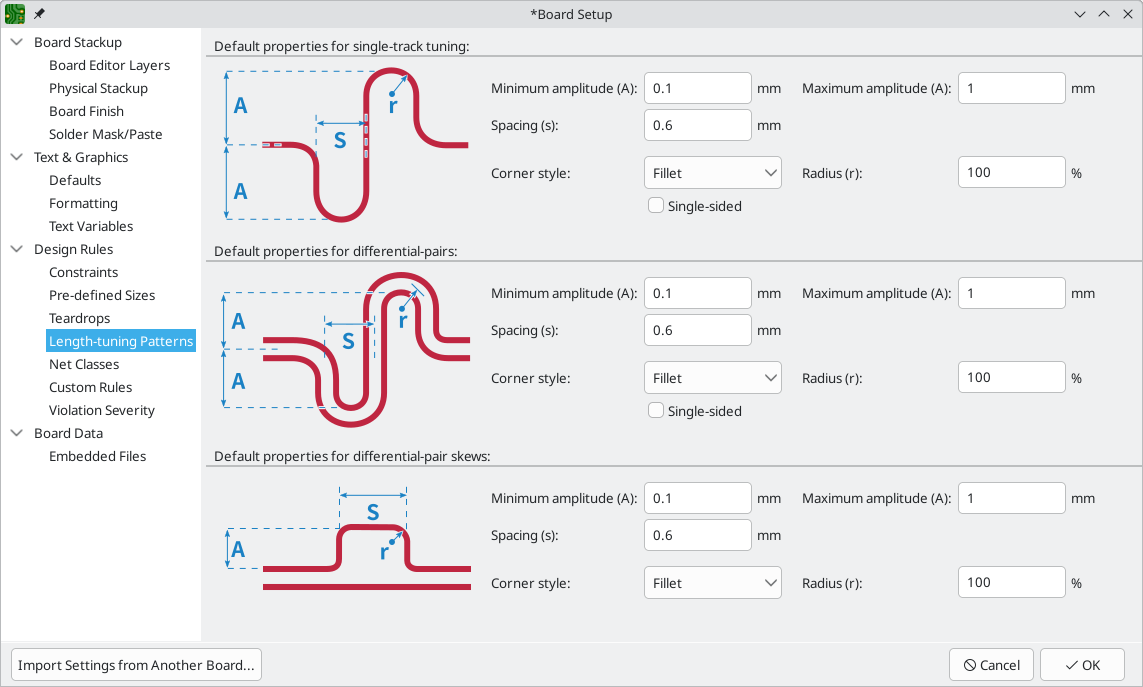 *Board Setup
Board Stackup
Board Editor Layers
Physical Stackup
Board Finish
Solder Mask/Paste
Text & Graphics
Defaults
Formatting
Text Variables
Design Rules
Constraints
Pre-defined Sizes
Teardrops
Length-tuning Patterns
Net Classes
Custom Rules
Violation Severity
Board Data
Embedded Files
Default properties for single-track tuning:
A
A
S
r
Minimum amplitude (A): 0.1 mm Maximum amplitude (A): 1 mm
Spacing (s): 0.6 mm
Corner style: Fillet Radius (r): 100 %
Single-sided
Default properties for differential-pairs:
A
A
S
r
Minimum amplitude (A): 0.1 mm Maximum amplitude (A): 1 mm
Spacing (s): 0.6 mm
Corner style: Fillet Radius (r): 100 %
Single-sided
Default properties for differential-pair skews:
S
A
r
Minimum amplitude (A): 0.1 mm Maximum amplitude (A): 1 mm
Spacing (s): 0.6 mm
Corner style: Fillet Radius (r): 100 %
Import Settings from Another Board... Cancel OK